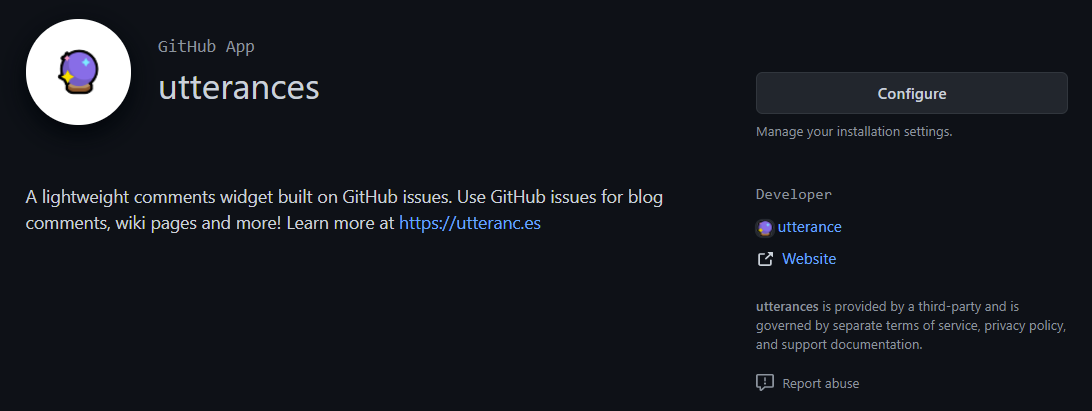 GitHub App
utterances
A lightweight comments widget built on GitHub issues. Use GitHub issues for blog
comments, wiki pages and more! Learn more at https://utteranc.es
Configure
Manage your installation settings.
Developer
utterance
Website
utterances is provided by a third-party and is
governed by separate terms of service, privacy policy,
and support documentation.
Report abuse